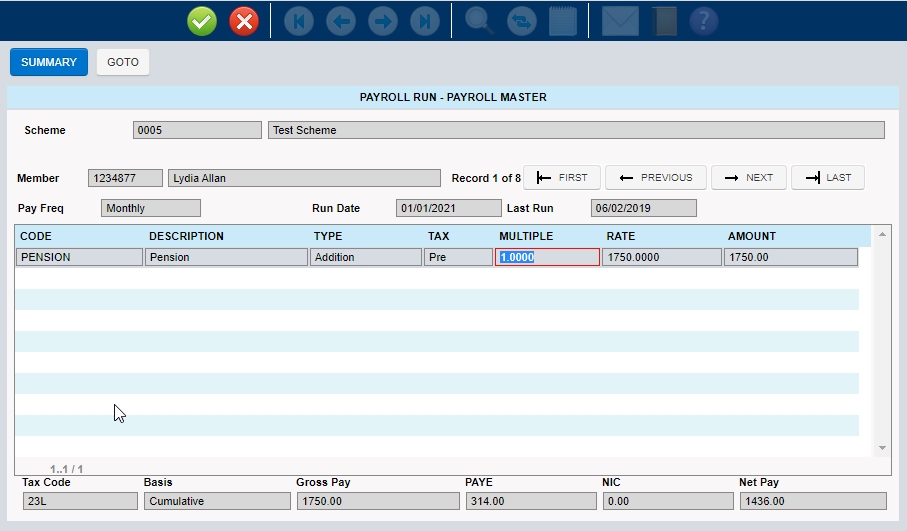 SUMMARY GOTO
PAYROLL RUN - PAYROLL MASTER
Scheme 0005 Test Scheme
Member 1234877 Lydia Allan Record 1 of 8 FIRST PREVIOUS NEXT LAST
Pay Freq Monthly Run Date 01/01/2021 Last Run 06/02/2019
CODE DESCRIPTION TYPE TAX MULTIPLE RATE AMOUNT
PENSION Pension Addition Pre 1.0000 1750.0000 1750.00
1..1 / 1
Tax Code Basis Gross Pay PAYE NIC Net Pay
23L Cumulative 1750.00 314.00 0.00 1436.00